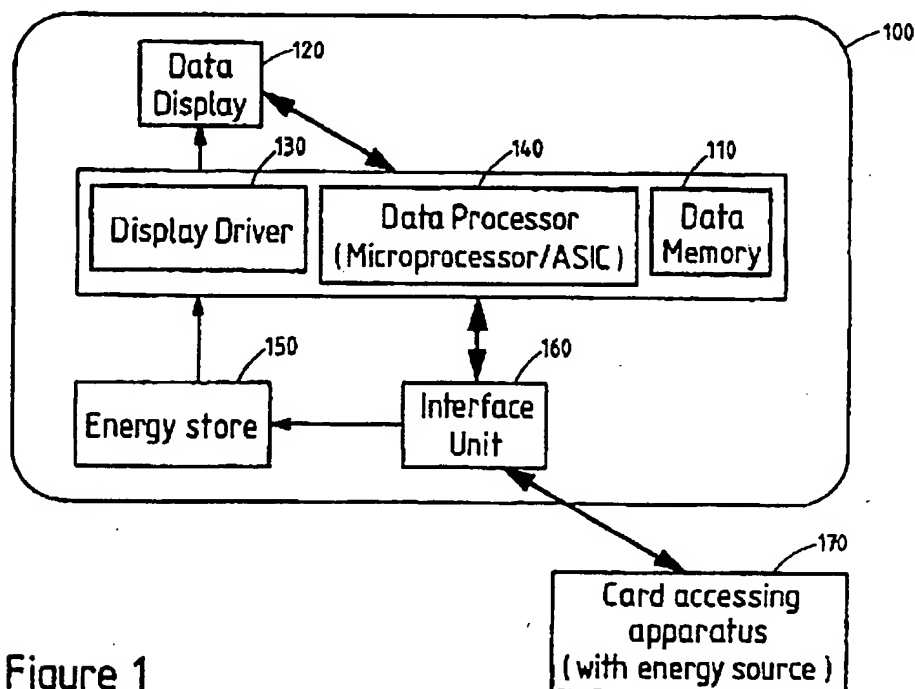 100
120
Data
Display
130
140
110
Display Driver
Data Processor
(Microprocessor/ASIC)
Data
Memory
150
160
Energy store
Interface
Unit
170
Card accessing
apparatus
(with energy source)
Figure 1